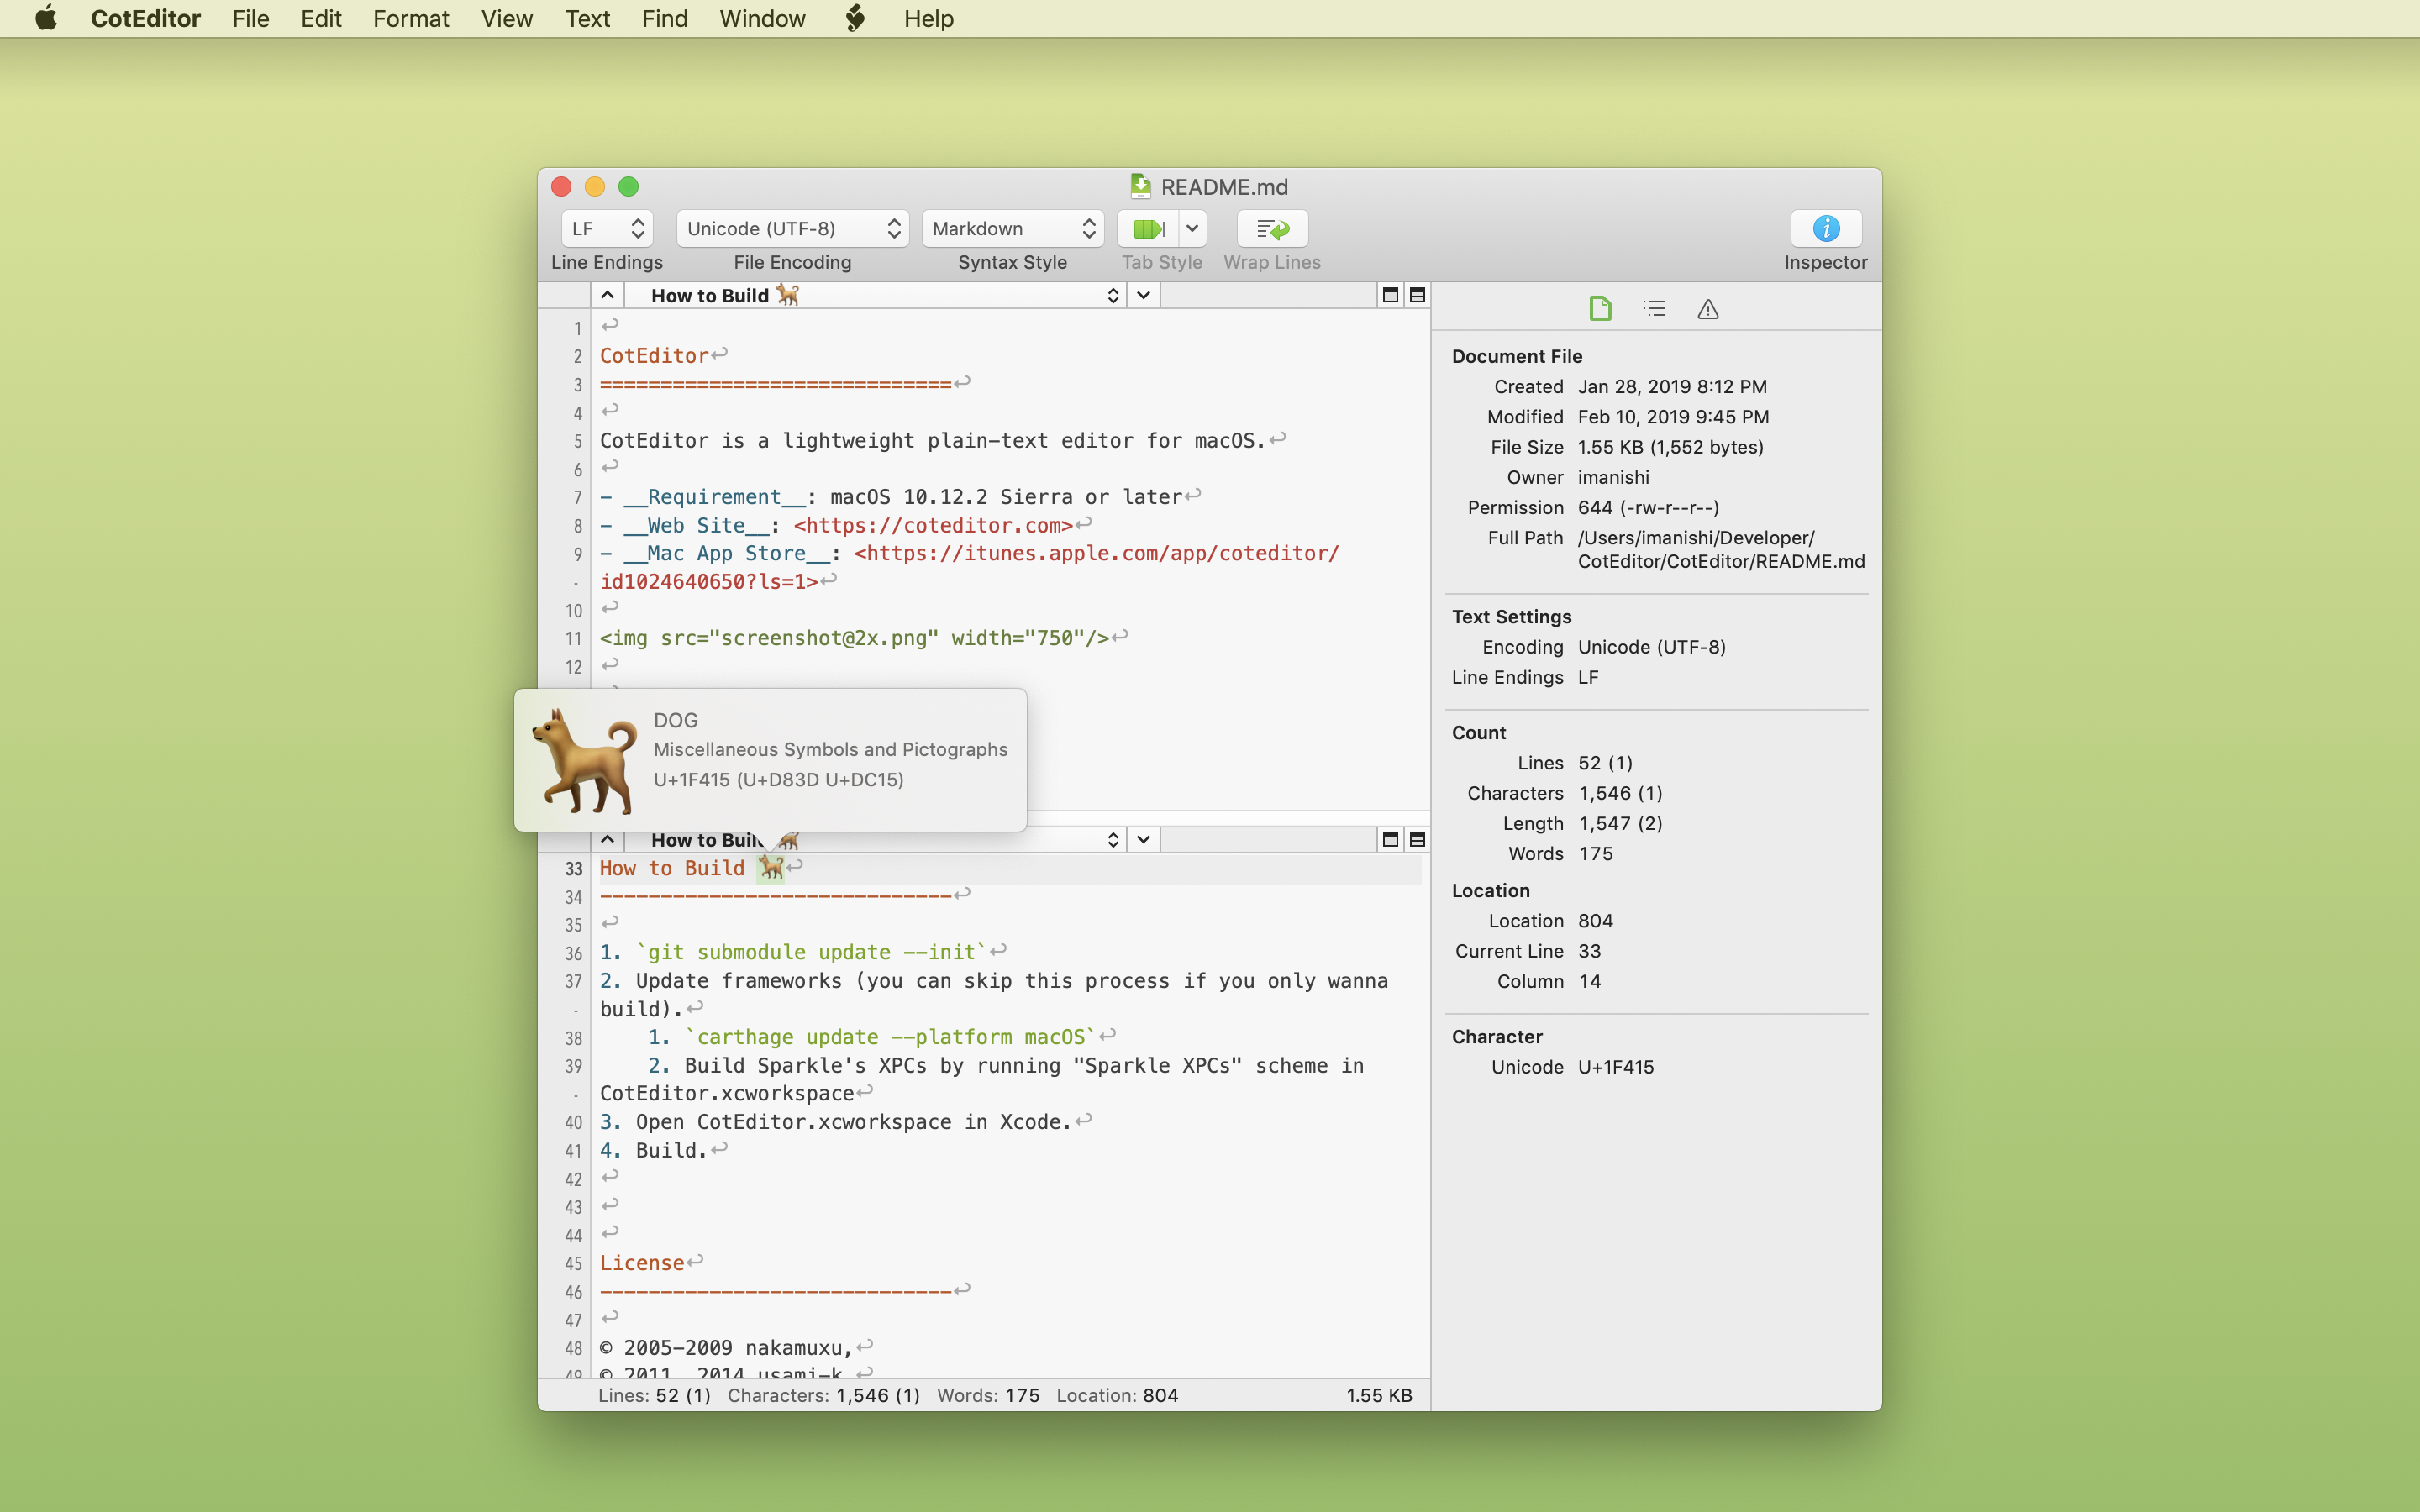 CotEditor File Edit Format View Text Find Window Help
README.md
LF Unicode (UTF-8) Markdown
Line Endings File Encoding Syntax Style Tab Style Wrap Lines Inspector
How to Build 🐕
1
2 CotEditor
3 =============================
4
5 CotEditor is a lightweight plain-text editor for macOS.
6
7 - __Requirement__: macOS 10.12.2 Sierra or later
8 - __Web Site__: <https://coteditor.com>
9 - __Mac App Store__: <https://itunes.apple.com/app/coteditor/
- id1024640650?ls=1>
10
11 <img src="screenshot@2x.png" width="750"/>
12
DOG
Miscellaneous Symbols and Pictographs
U+1F415 (U+D83D U+DC15)
How to Build 🐕
33 How to Build 🐕
34 -----------------------------
35
36 1. `git submodule update --init`
37 2. Update frameworks (you can skip this process if you only wanna
- build).
38 1. `carthage update --platform macOS`
39 2. Build Sparkle's XPCs by running "Sparkle XPCs" scheme in
- CotEditor.xcworkspace
40 3. Open CotEditor.xcworkspace in Xcode.
41 4. Build.
42
43
44
45 License
46 -----------------------------
47
48 © 2005-2009 nakamuxu,
49 © 2011, 2014 usami-k,
Lines: 52 (1) Characters: 1,546 (1) Words: 175 Location: 804 1.55 KB
Document File
Created Jan 28, 2019 8:12 PM
Modified Feb 10, 2019 9:45 PM
File Size 1.55 KB (1,552 bytes)
Owner imanishi
Permission 644 (-rw-r--r--)
Full Path /Users/imanishi/Developer/
CotEditor/CotEditor/README.md
Text Settings
Encoding Unicode (UTF-8)
Line Endings LF
Count
Lines 52 (1)
Characters 1,546 (1)
Length 1,547 (2)
Words 175
Location
Location 804
Current Line 33
Column 14
Character
Unicode U+1F415